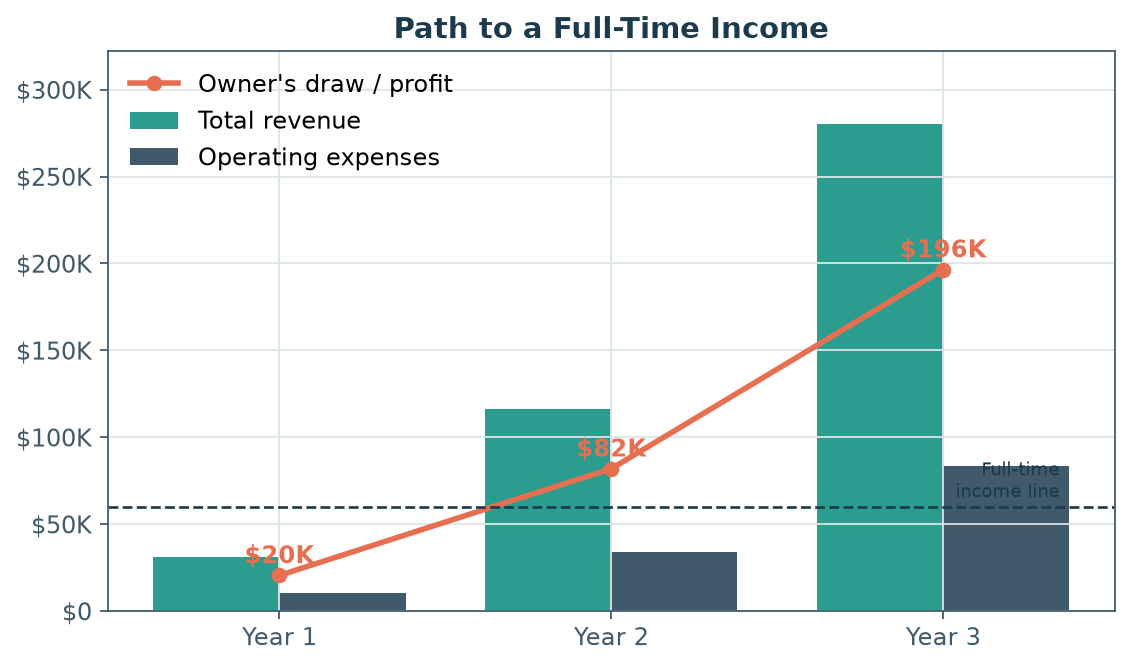 Path to a Full-Time Income
Owner's draw / profit
Total revenue
Operating expenses
$300K
$250K
$200K
$150K
$100K
$50K
$0
$20K
$82K
$196K
Full-time
income line
Year 1
Year 2
Year 3